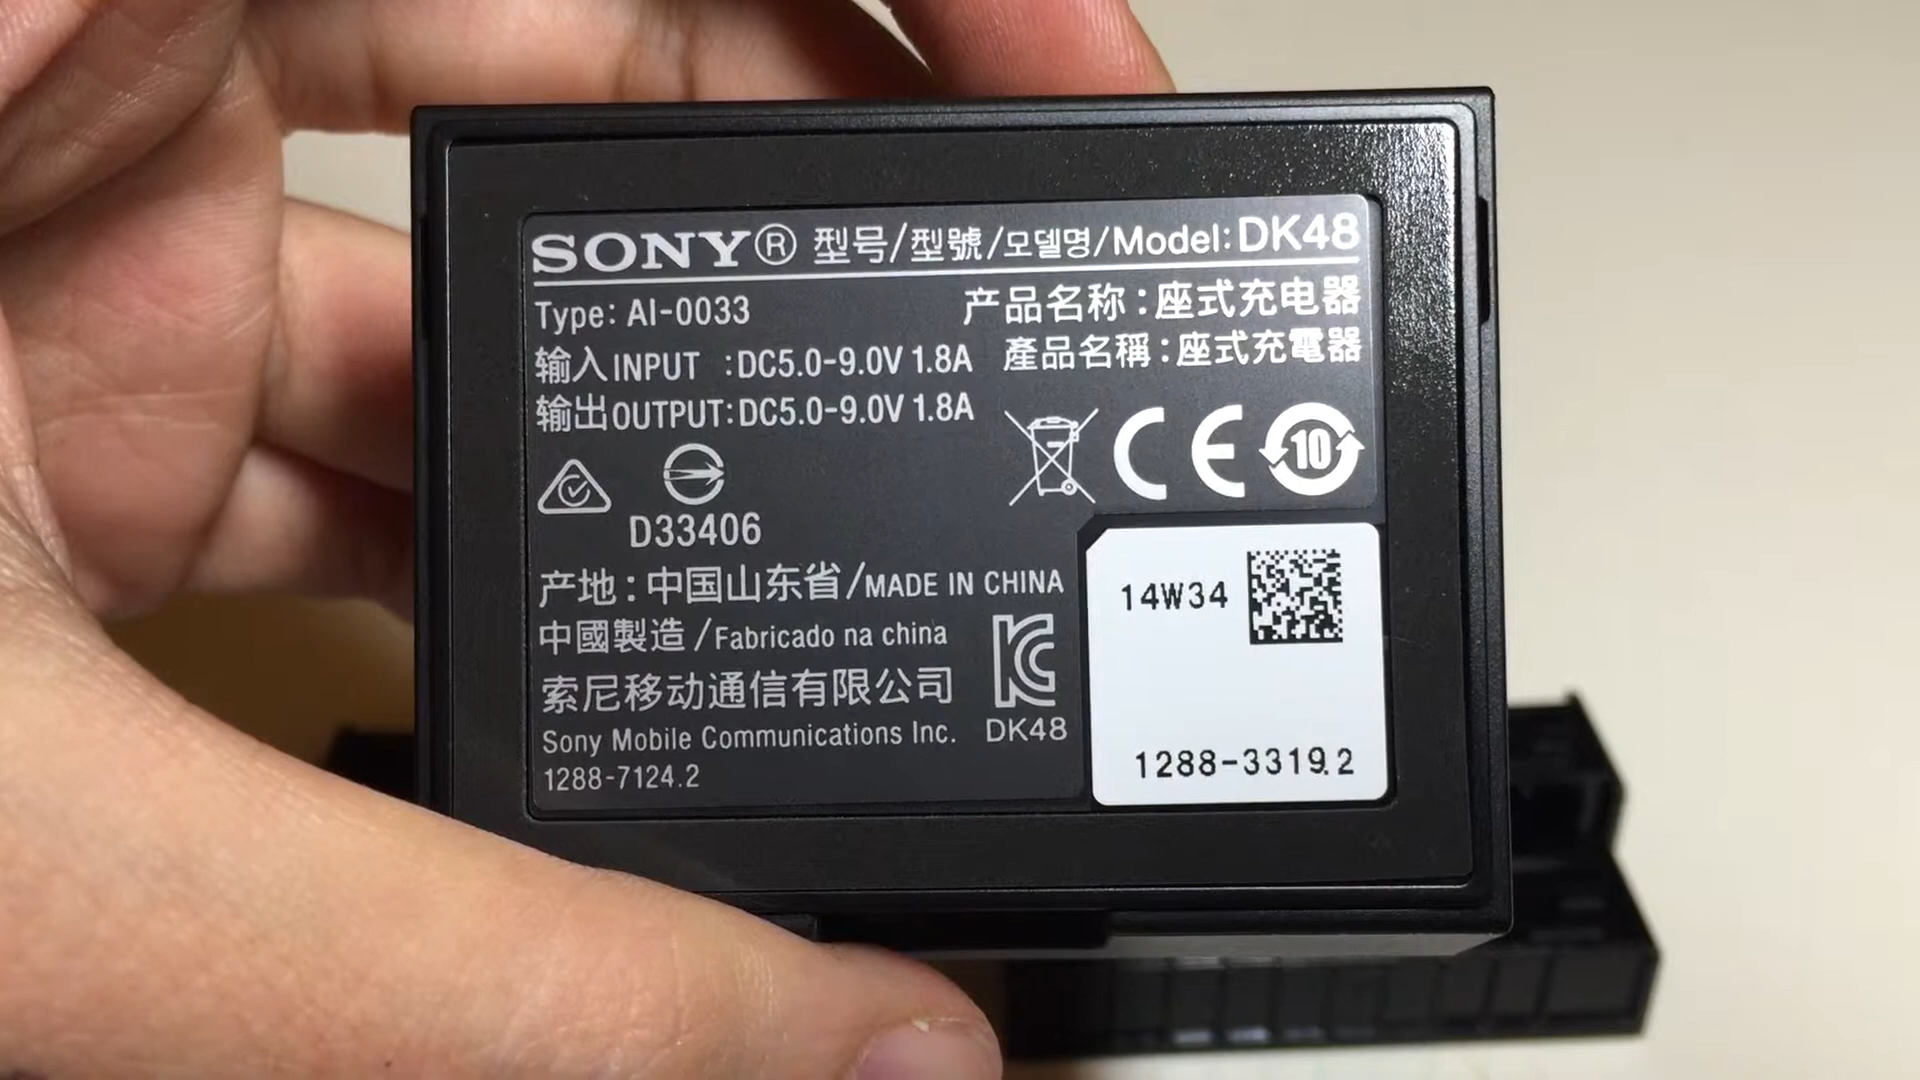 SONY® 型号/型號/모델명/Model:DK48
Type: AI-0033
产品名称:座式充电器
產品名稱:座式充電器
输入INPUT :DC5.0-9.0V 1.8A
输出OUTPUT:DC5.0-9.0V 1.8A
CE
10
D33406
产地:中国山东省/MADE IN CHINA
中國製造/Fabricado na china
索尼移动通信有限公司
Sony Mobile Communications Inc.
1288-7124.2
KC
DK48
14W34
1288-3319.2